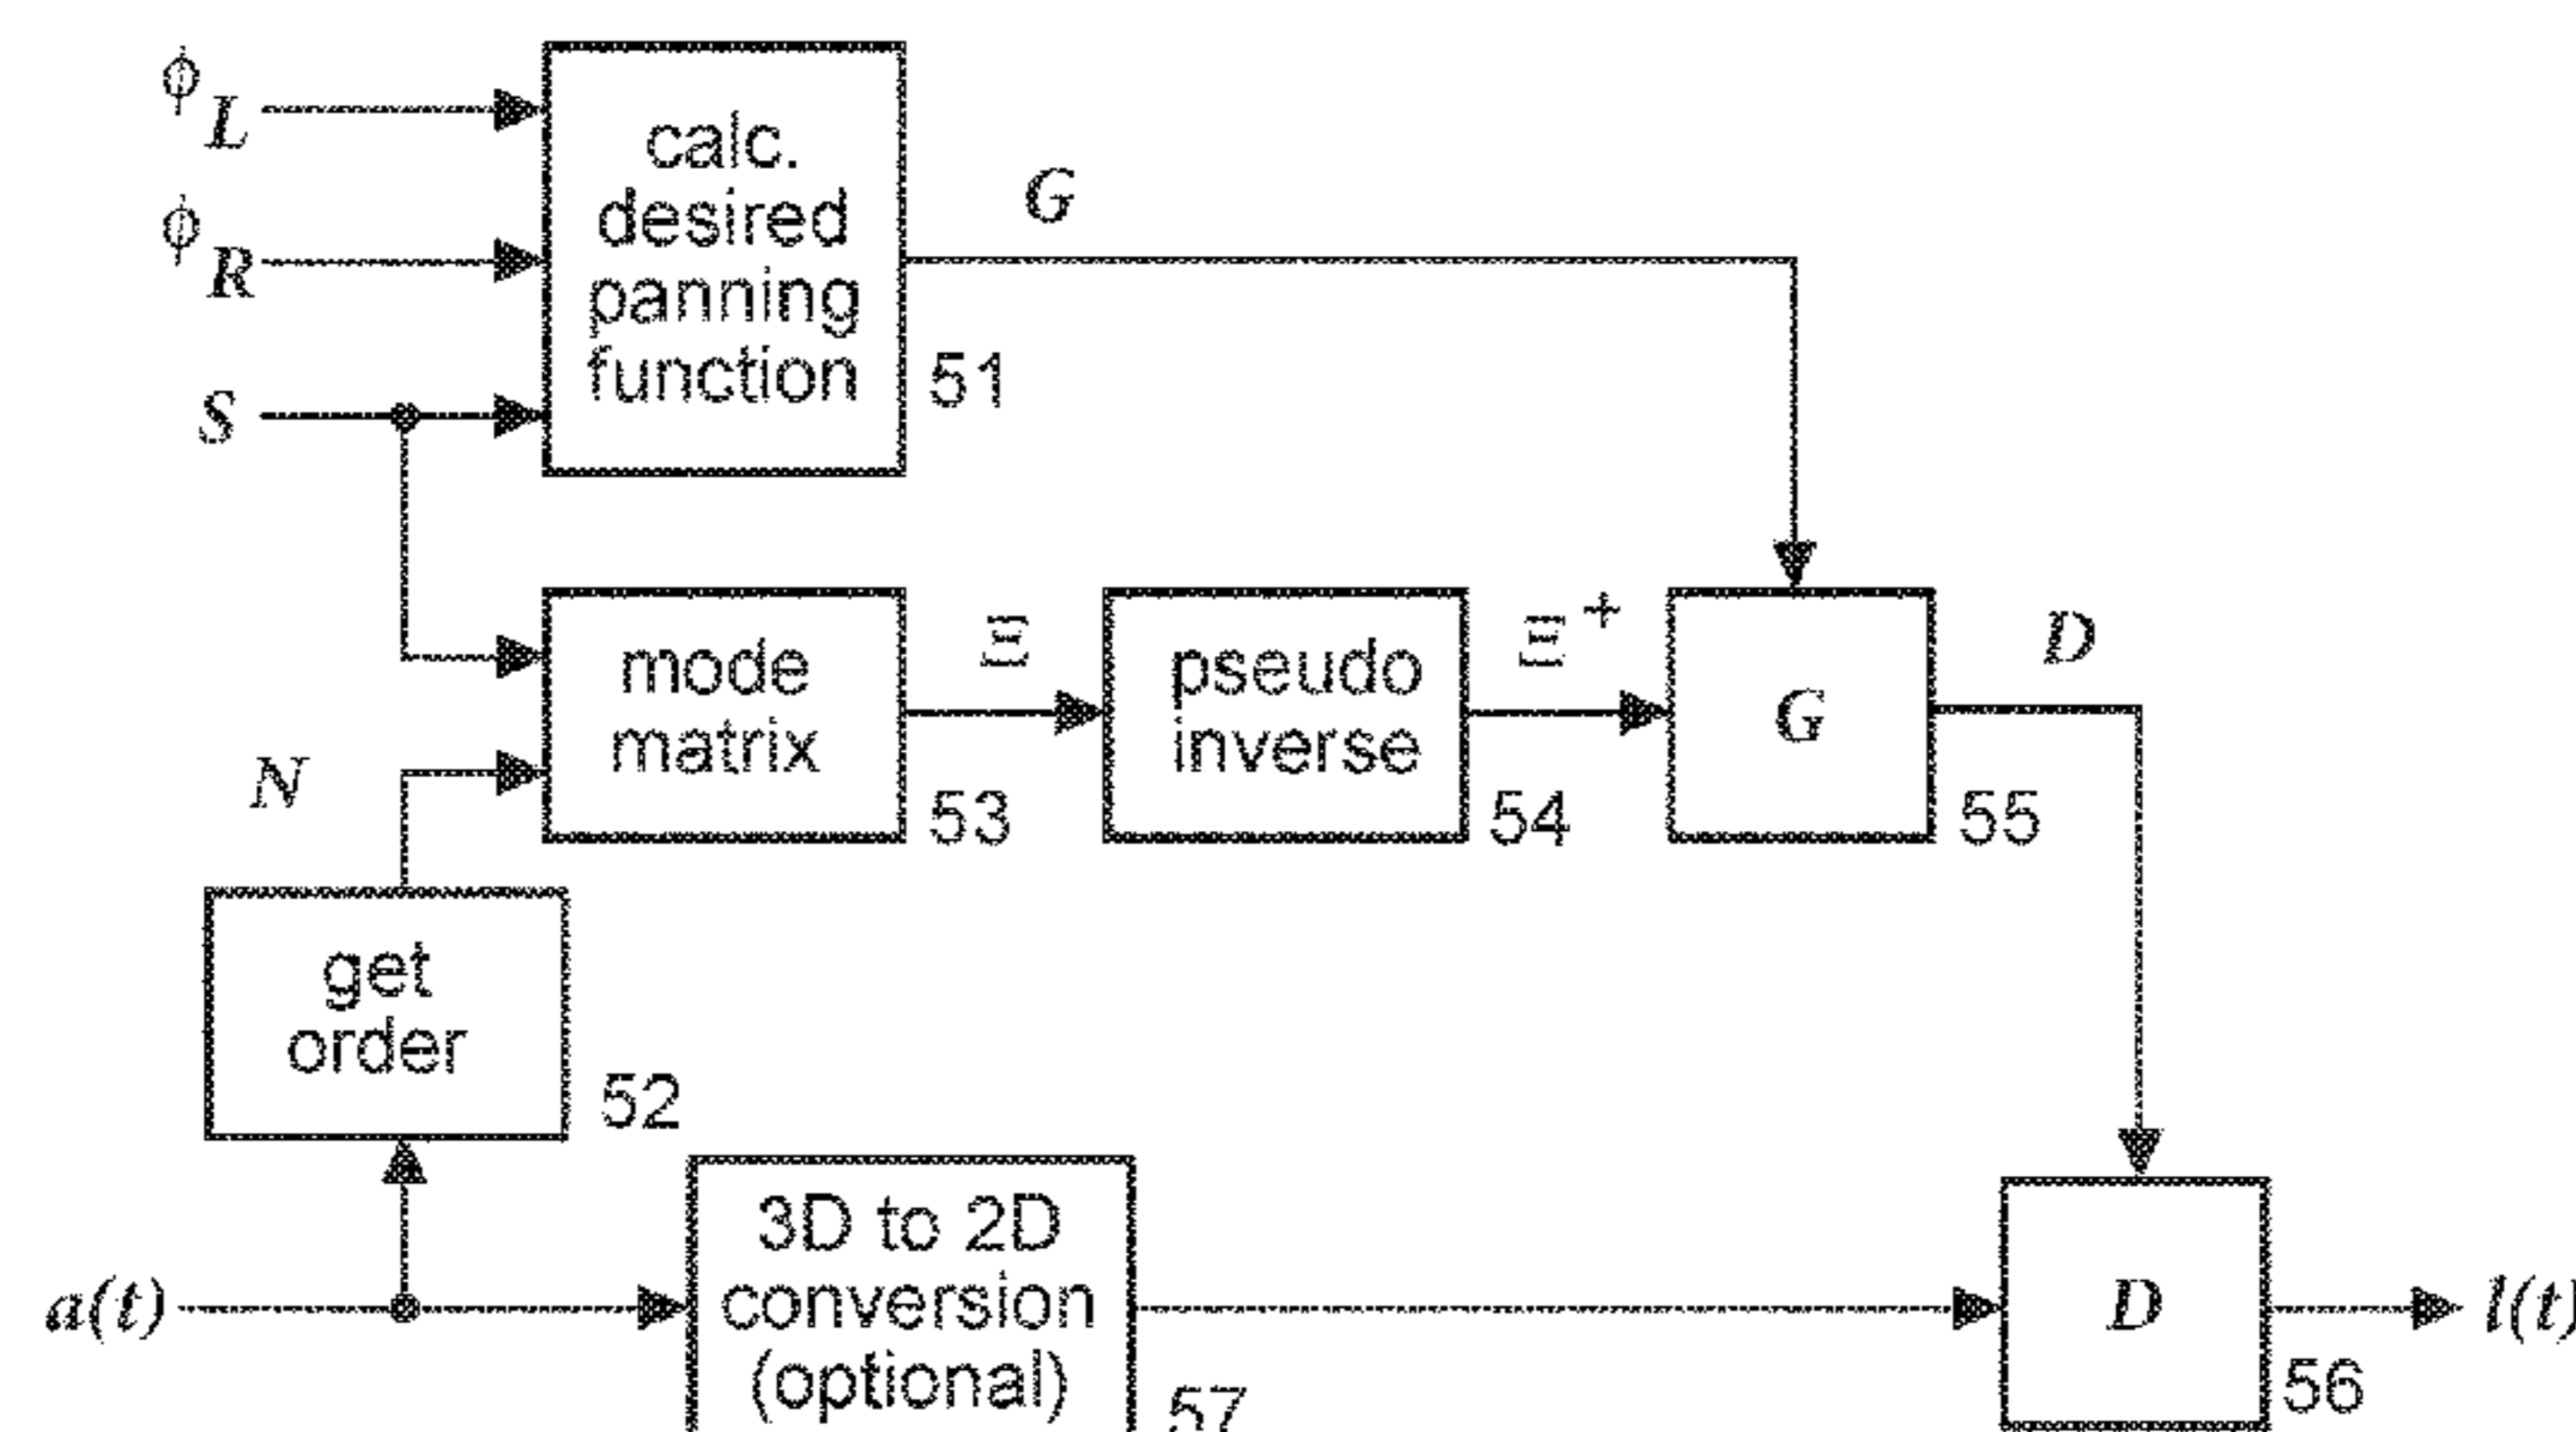 ϕL
calc.
desired
panning
function
51
G
ϕR
S
mode
matrix
53
Ξ
pseudo
inverse
54
Ξ+
G
55
D
N
get
order
52
a(t)
3D to 2D
conversion
(optional)
57
D
56
l(t)